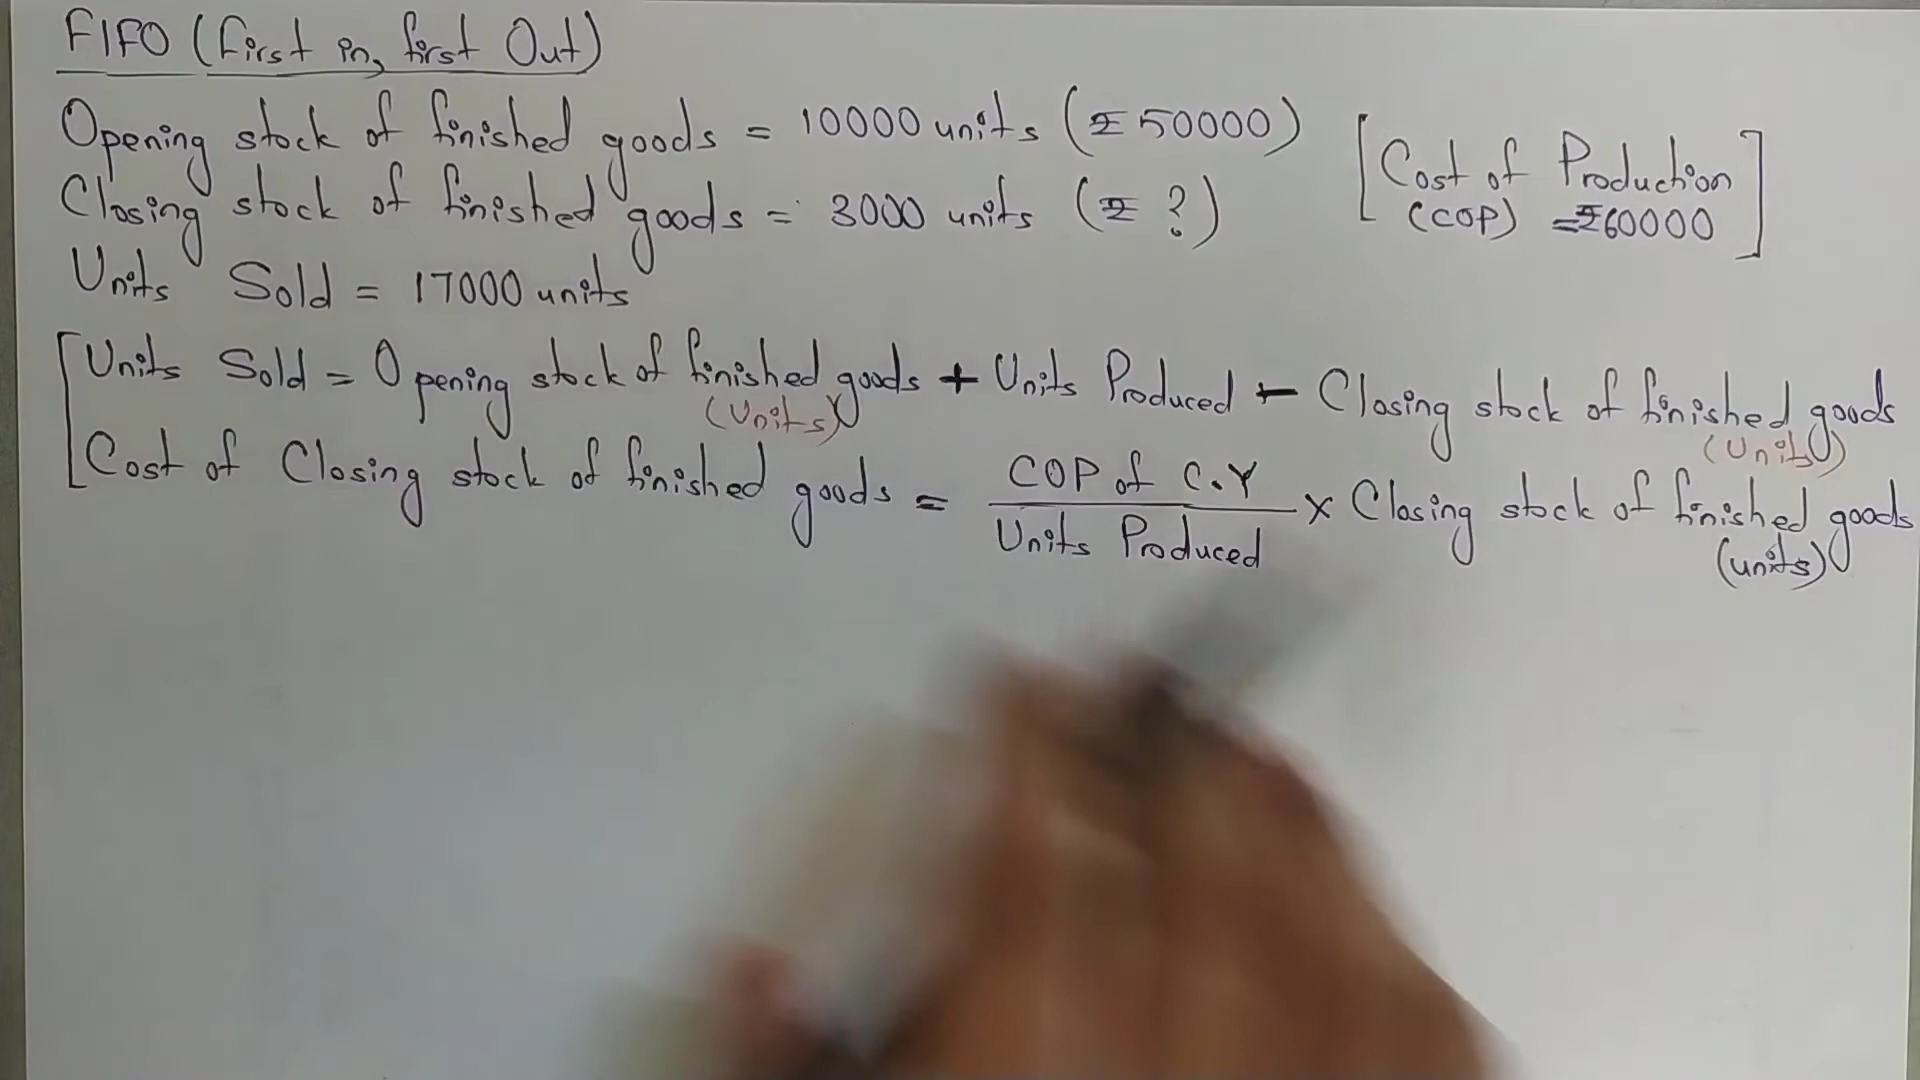 FIFO (First in, first Out)
Opening stock of finished goods = 10000 units (₹ 50000)
Closing stock of finished goods = 3000 units (₹ ?)
[Cost of Production
(COP) = ₹60000]
Units Sold = 17000 units
[Units Sold = Opening stock of finished goods + Units Produced - Closing stock of finished goods
(Units) (Units)
Cost of Closing stock of finished goods = COP of C.Y / Units Produced x Closing stock of finished goods
(units)